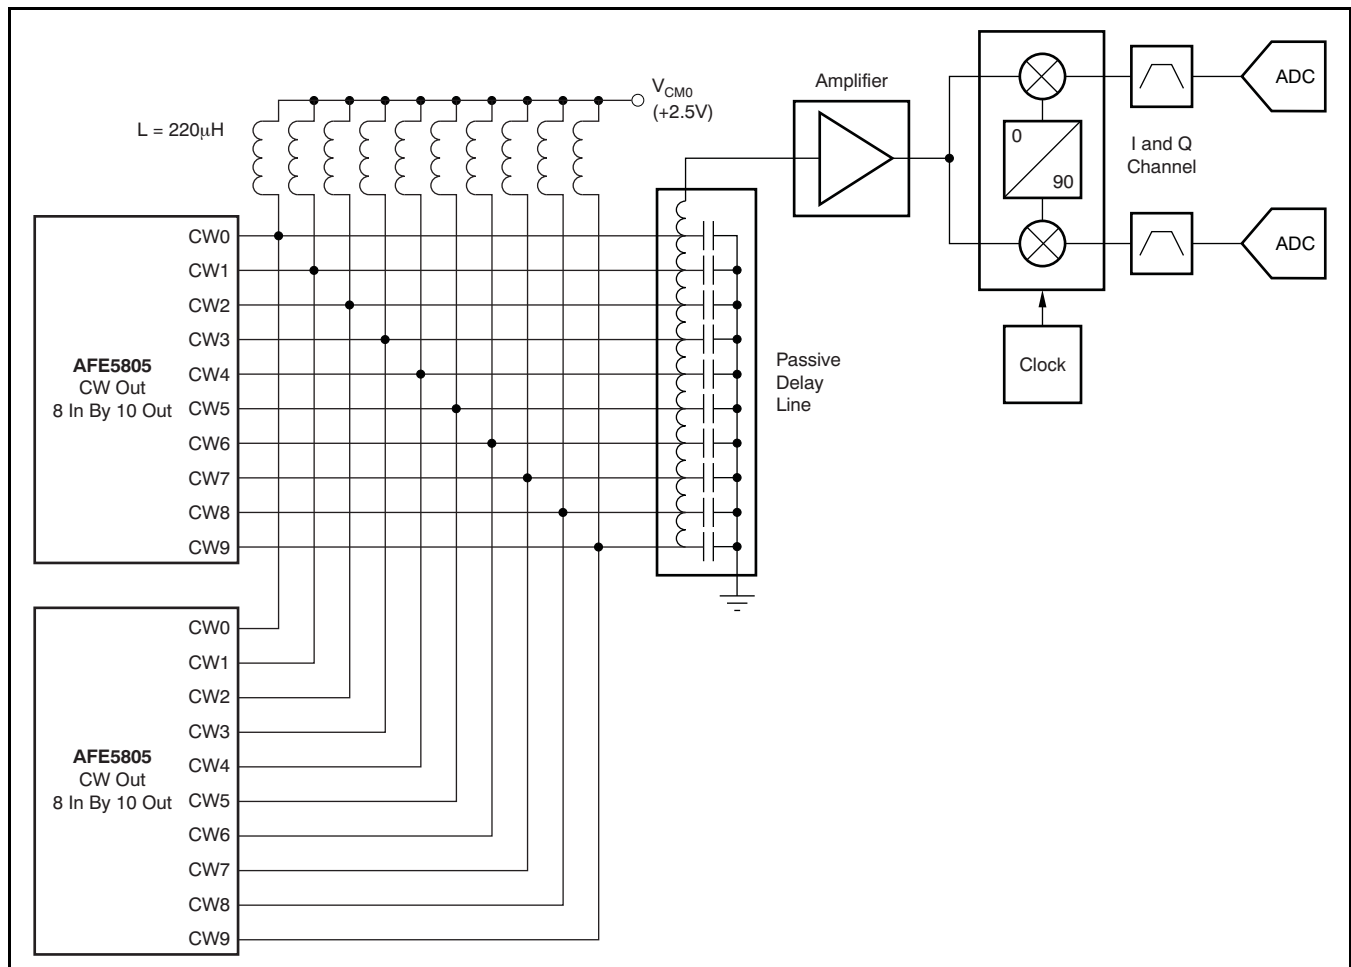 L = 220μH
VCM0
(+2.5V)
Amplifier
0
90
I and Q
Channel
ADC
ADC
Clock
Passive
Delay
Line
AFE5805
CW Out
8 In By 10 Out
CW0
CW1
CW2
CW3
CW4
CW5
CW6
CW7
CW8
CW9
AFE5805
CW Out
8 In By 10 Out
CW0
CW1
CW2
CW3
CW4
CW5
CW6
CW7
CW8
CW9